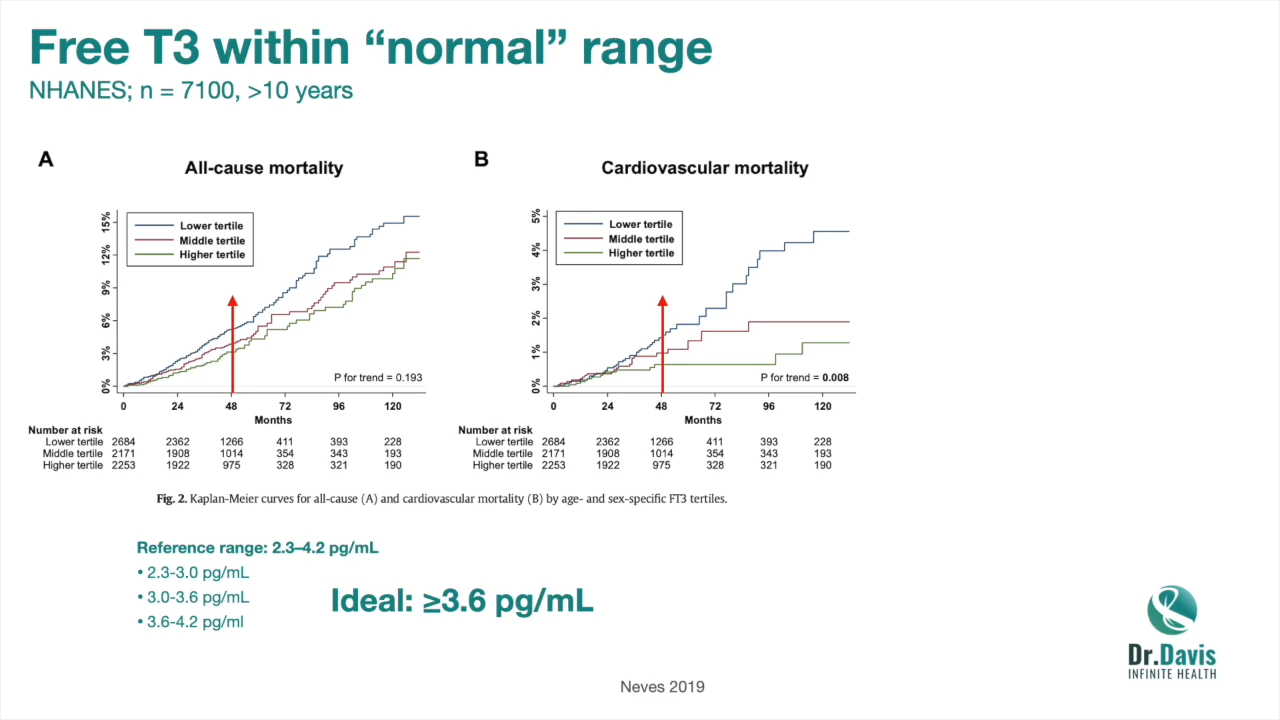 Free T3 within “normal” range
NHANES; n = 7100, >10 years
A
All-cause mortality
Lower tertile
Middle tertile
Higher tertile
15%
12%
9%
6%
3%
0%
P for trend = 0.193
0 24 48 72 96 120
Months
Number at risk
Lower tertile 2684 2362 1266 411 393 228
Middle tertile 2171 1908 1014 354 343 193
Higher tertile 2253 1922 975 328 321 190
B
Cardiovascular mortality
Lower tertile
Middle tertile
Higher tertile
5%
4%
3%
2%
1%
0%
P for trend = 0.008
0 24 48 72 96 120
Months
Number at risk
Lower tertile 2684 2362 1266 411 393 228
Middle tertile 2171 1908 1014 354 343 193
Higher tertile 2253 1922 975 328 321 190
Fig. 2. Kaplan-Meier curves for all-cause (A) and cardiovascular mortality (B) by age- and sex-specific FT3 tertiles.
Reference range: 2.3–4.2 pg/mL
• 2.3-3.0 pg/mL
• 3.0-3.6 pg/mL
• 3.6-4.2 pg/ml
Ideal: ≥3.6 pg/mL
Dr.Davis
INFINITE HEALTH
Neves 2019